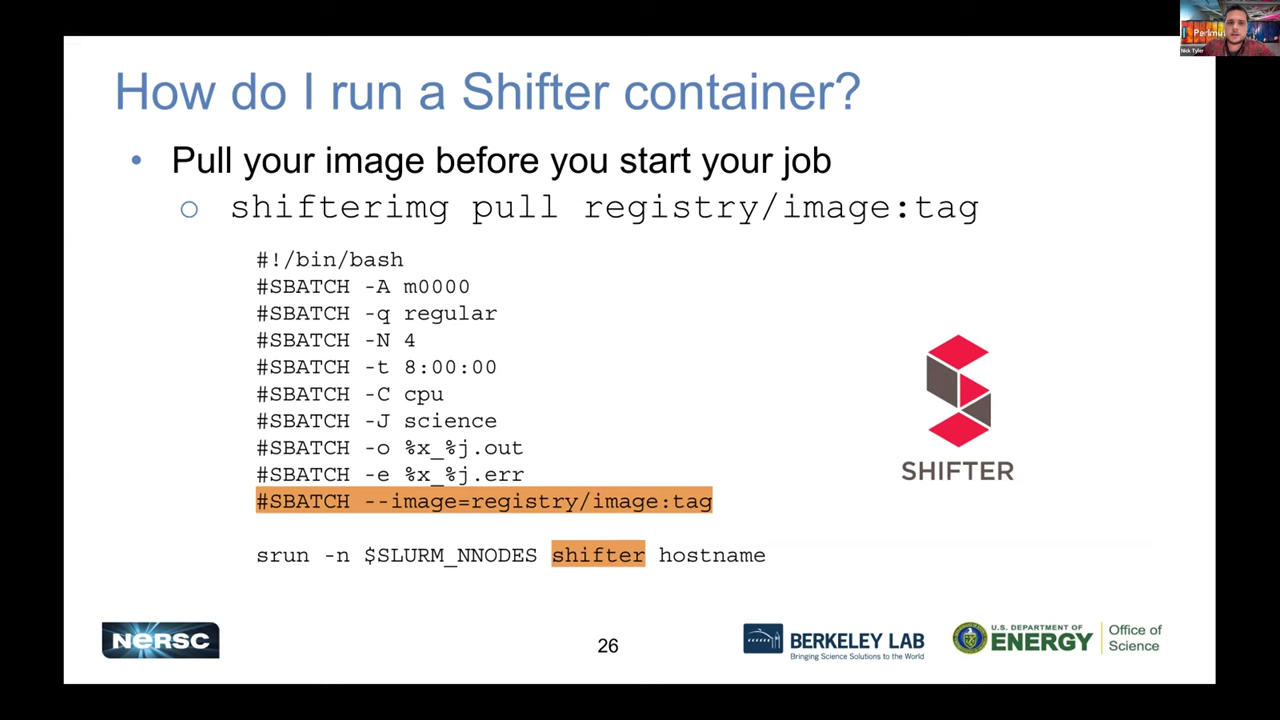 How do I run a Shifter container?
• Pull your image before you start your job
○ shifterimg pull registry/image:tag
#!/bin/bash
#SBATCH -A m0000
#SBATCH -q regular
#SBATCH -N 4
#SBATCH -t 8:00:00
#SBATCH -C cpu
#SBATCH -J science
#SBATCH -o %x_%j.out
#SBATCH -e %x_%j.err
#SBATCH --image=registry/image:tag
srun -n $SLURM_NNODES shifter hostname
SHIFTER
NERSC
26
BERKELEY LAB
Bringing Science Solutions to the World
U.S. DEPARTMENT OF
ENERGY
Office of
Science
Nick Tyler